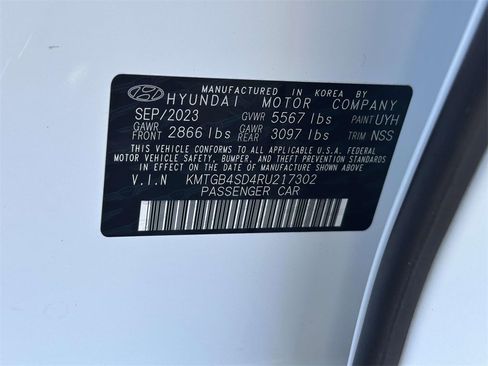 MANUFACTURED IN KOREA BY
HYUNDAI MOTOR COMPANY
SEP/2023 GVWR 5567 lbs PAINT UYH
GAWR FRONT 2866 lbs GAWR REAR 3097 lbs TRIM NSS
THIS VEHICLE CONFORMS TO ALL APPLICABLE U.S.A. FEDERAL
MOTOR VEHICLE SAFETY, BUMPER, AND THEFT PREVENTION STANDARDS
IN EFFECT ON THE DATE OF MANUFACTURE SHOWN ABOVE.
V.I.N KMTGB4SD4RU217302
PASSENGER CAR